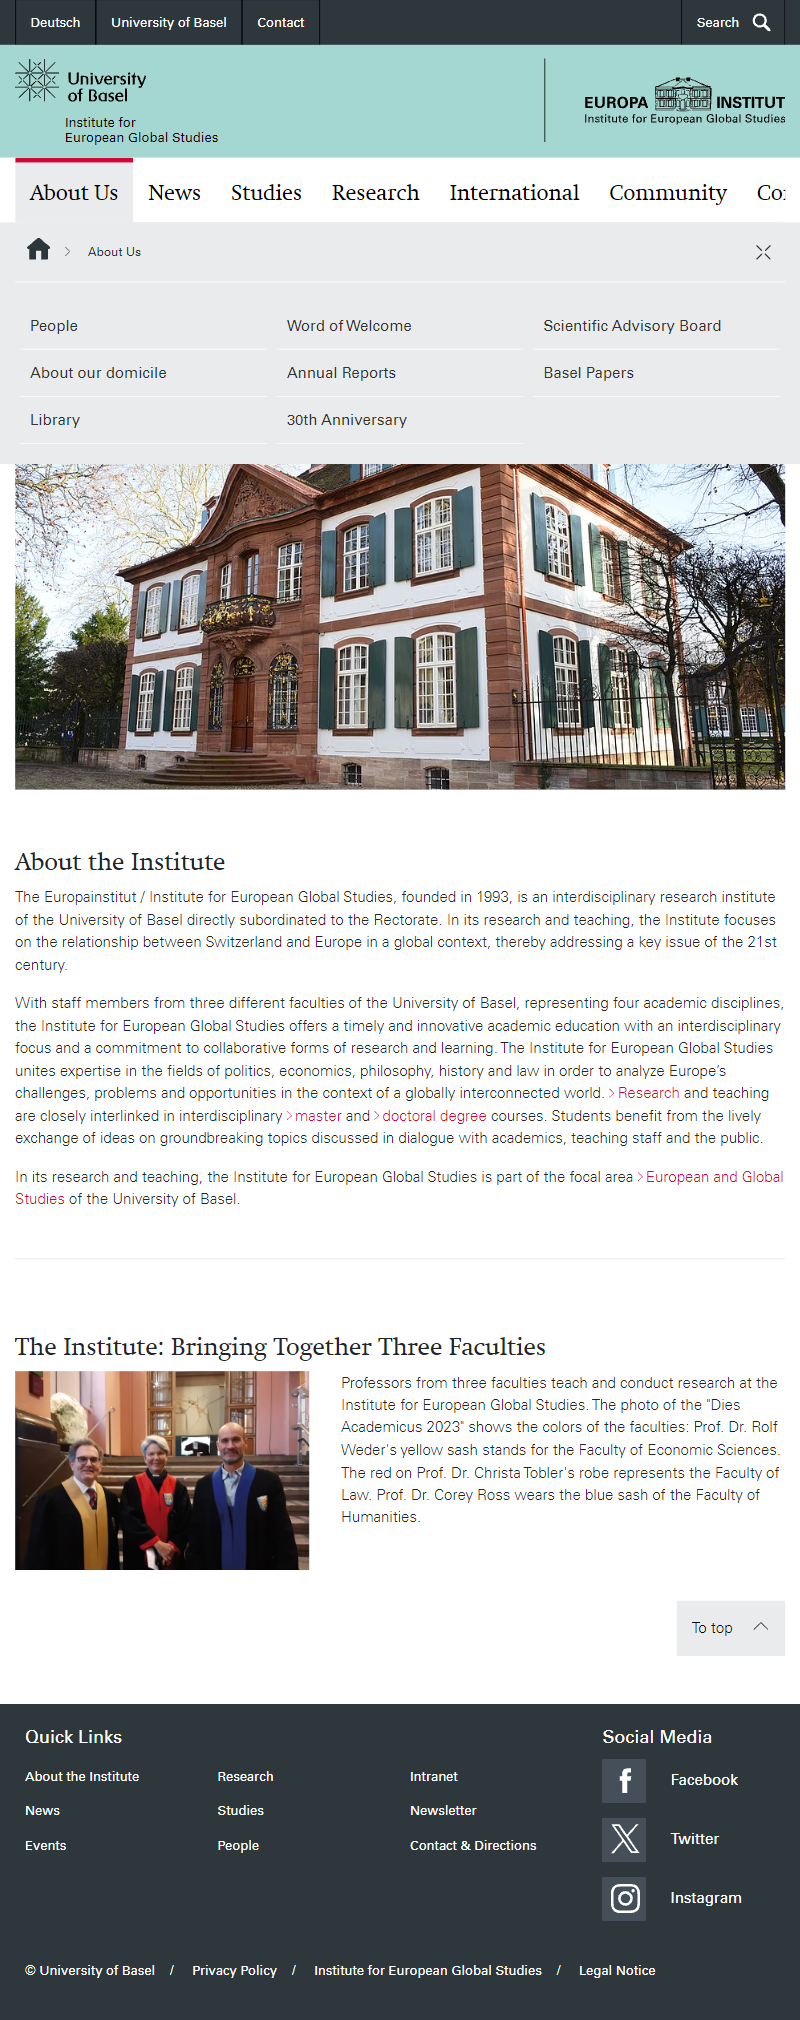 Deutsch
University of Basel
Contact
Search
University
of Basel
Institute for
European Global Studies
EUROPA INSTITUT
Institute for European Global Studies
About Us
News
Studies
Research
International
Community
Co
About Us
People
Word of Welcome
Scientific Advisory Board
About our domicile
Annual Reports
Basel Papers
Library
30th Anniversary
About the Institute
The Europainstitut / Institute for European Global Studies, founded in 1993, is an interdisciplinary research institute
of the University of Basel directly subordinated to the Rectorate. In its research and teaching, the Institute focuses
on the relationship between Switzerland and Europe in a global context, thereby addressing a key issue of the 21st
century.
With staff members from three different faculties of the University of Basel, representing four academic disciplines,
the Institute for European Global Studies offers a timely and innovative academic education with an interdisciplinary
focus and a commitment to collaborative forms of research and learning. The Institute for European Global Studies
unites expertise in the fields of politics, economics, philosophy, history and law in order to analyze Europe's
challenges, problems and opportunities in the context of a globally interconnected world. > Research and teaching
are closely interlinked in interdisciplinary > master and > doctoral degree courses. Students benefit from the lively
exchange of ideas on groundbreaking topics discussed in dialogue with academics, teaching staff and the public.
In its research and teaching, the Institute for European Global Studies is part of the focal area > European and Global
Studies of the University of Basel.
The Institute: Bringing Together Three Faculties
Professors from three faculties teach and conduct research at the
Institute for European Global Studies. The photo of the "Dies
Academicus 2023" shows the colors of the faculties: Prof. Dr. Rolf
Weder's yellow sash stands for the Faculty of Economic Sciences.
The red on Prof. Dr. Christa Tobler's robe represents the Faculty of
Law. Prof. Dr. Corey Ross wears the blue sash of the Faculty of
Humanities.
To top
Quick Links
About the Institute
News
Events
Research
Studies
People
Intranet
Newsletter
Contact & Directions
Social Media
Facebook
Twitter
Instagram
© University of Basel / Privacy Policy / Institute for European Global Studies / Legal Notice